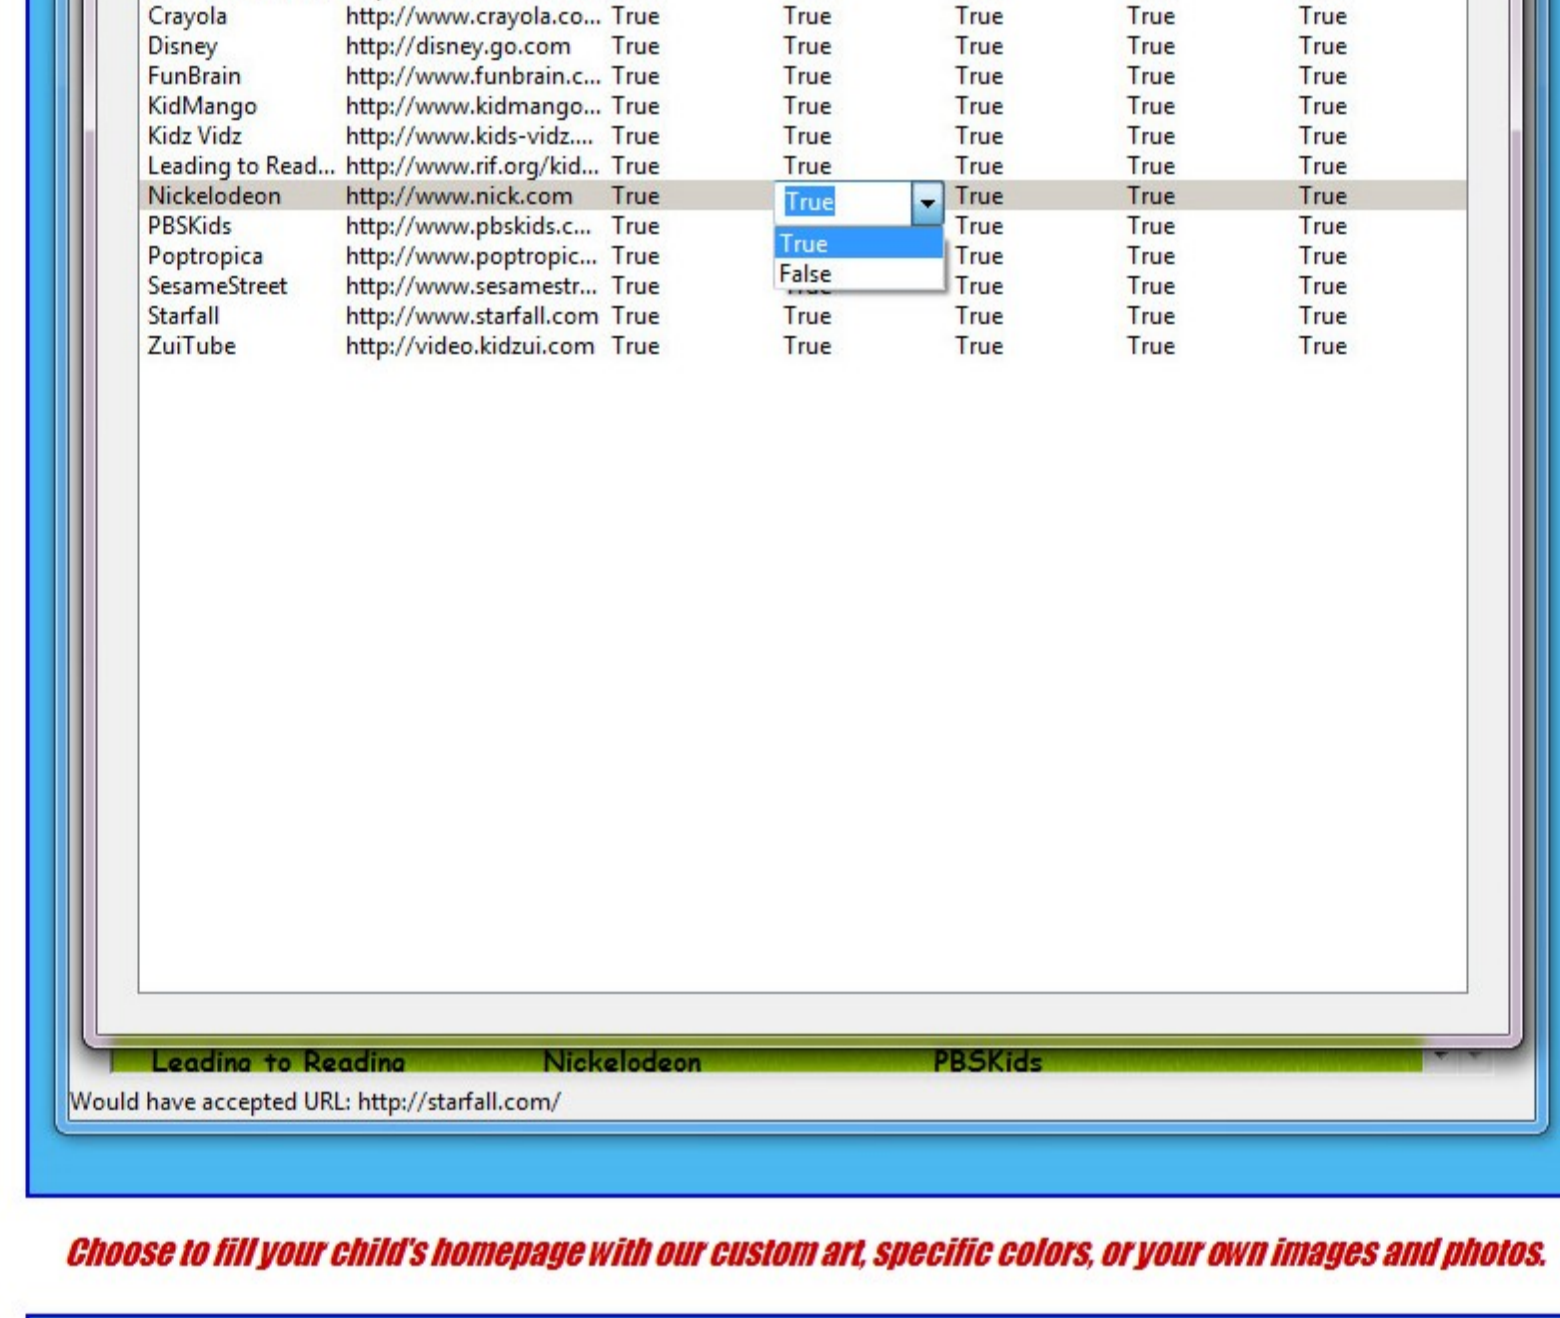 Crayola http://www.crayola.co... True True True True True
Disney http://disney.go.com True True True True True
FunBrain http://www.funbrain.c... True True True True True
KidMango http://www.kidmango... True True True True True
Kidz Vidz http://www.kids-vidz.... True True True True True
Leading to Read... http://www.rif.org/kid... True True True True True
Nickelodeon http://www.nick.com True True True True True
PBSKids http://www.pbskids.c... True True True True True
Poptropica http://www.poptropic... True False True True True
SesameStreet http://www.sesamestr... True True True True
Starfall http://www.starfall.com True True True True True
ZuiTube http://video.kidzui.com True True True True True
Leading to Reading Nickelodeon PBSKids
Would have accepted URL: http://starfall.com/
Choose to fill your child's homepage with our custom art, specific colors, or your own images and photos.